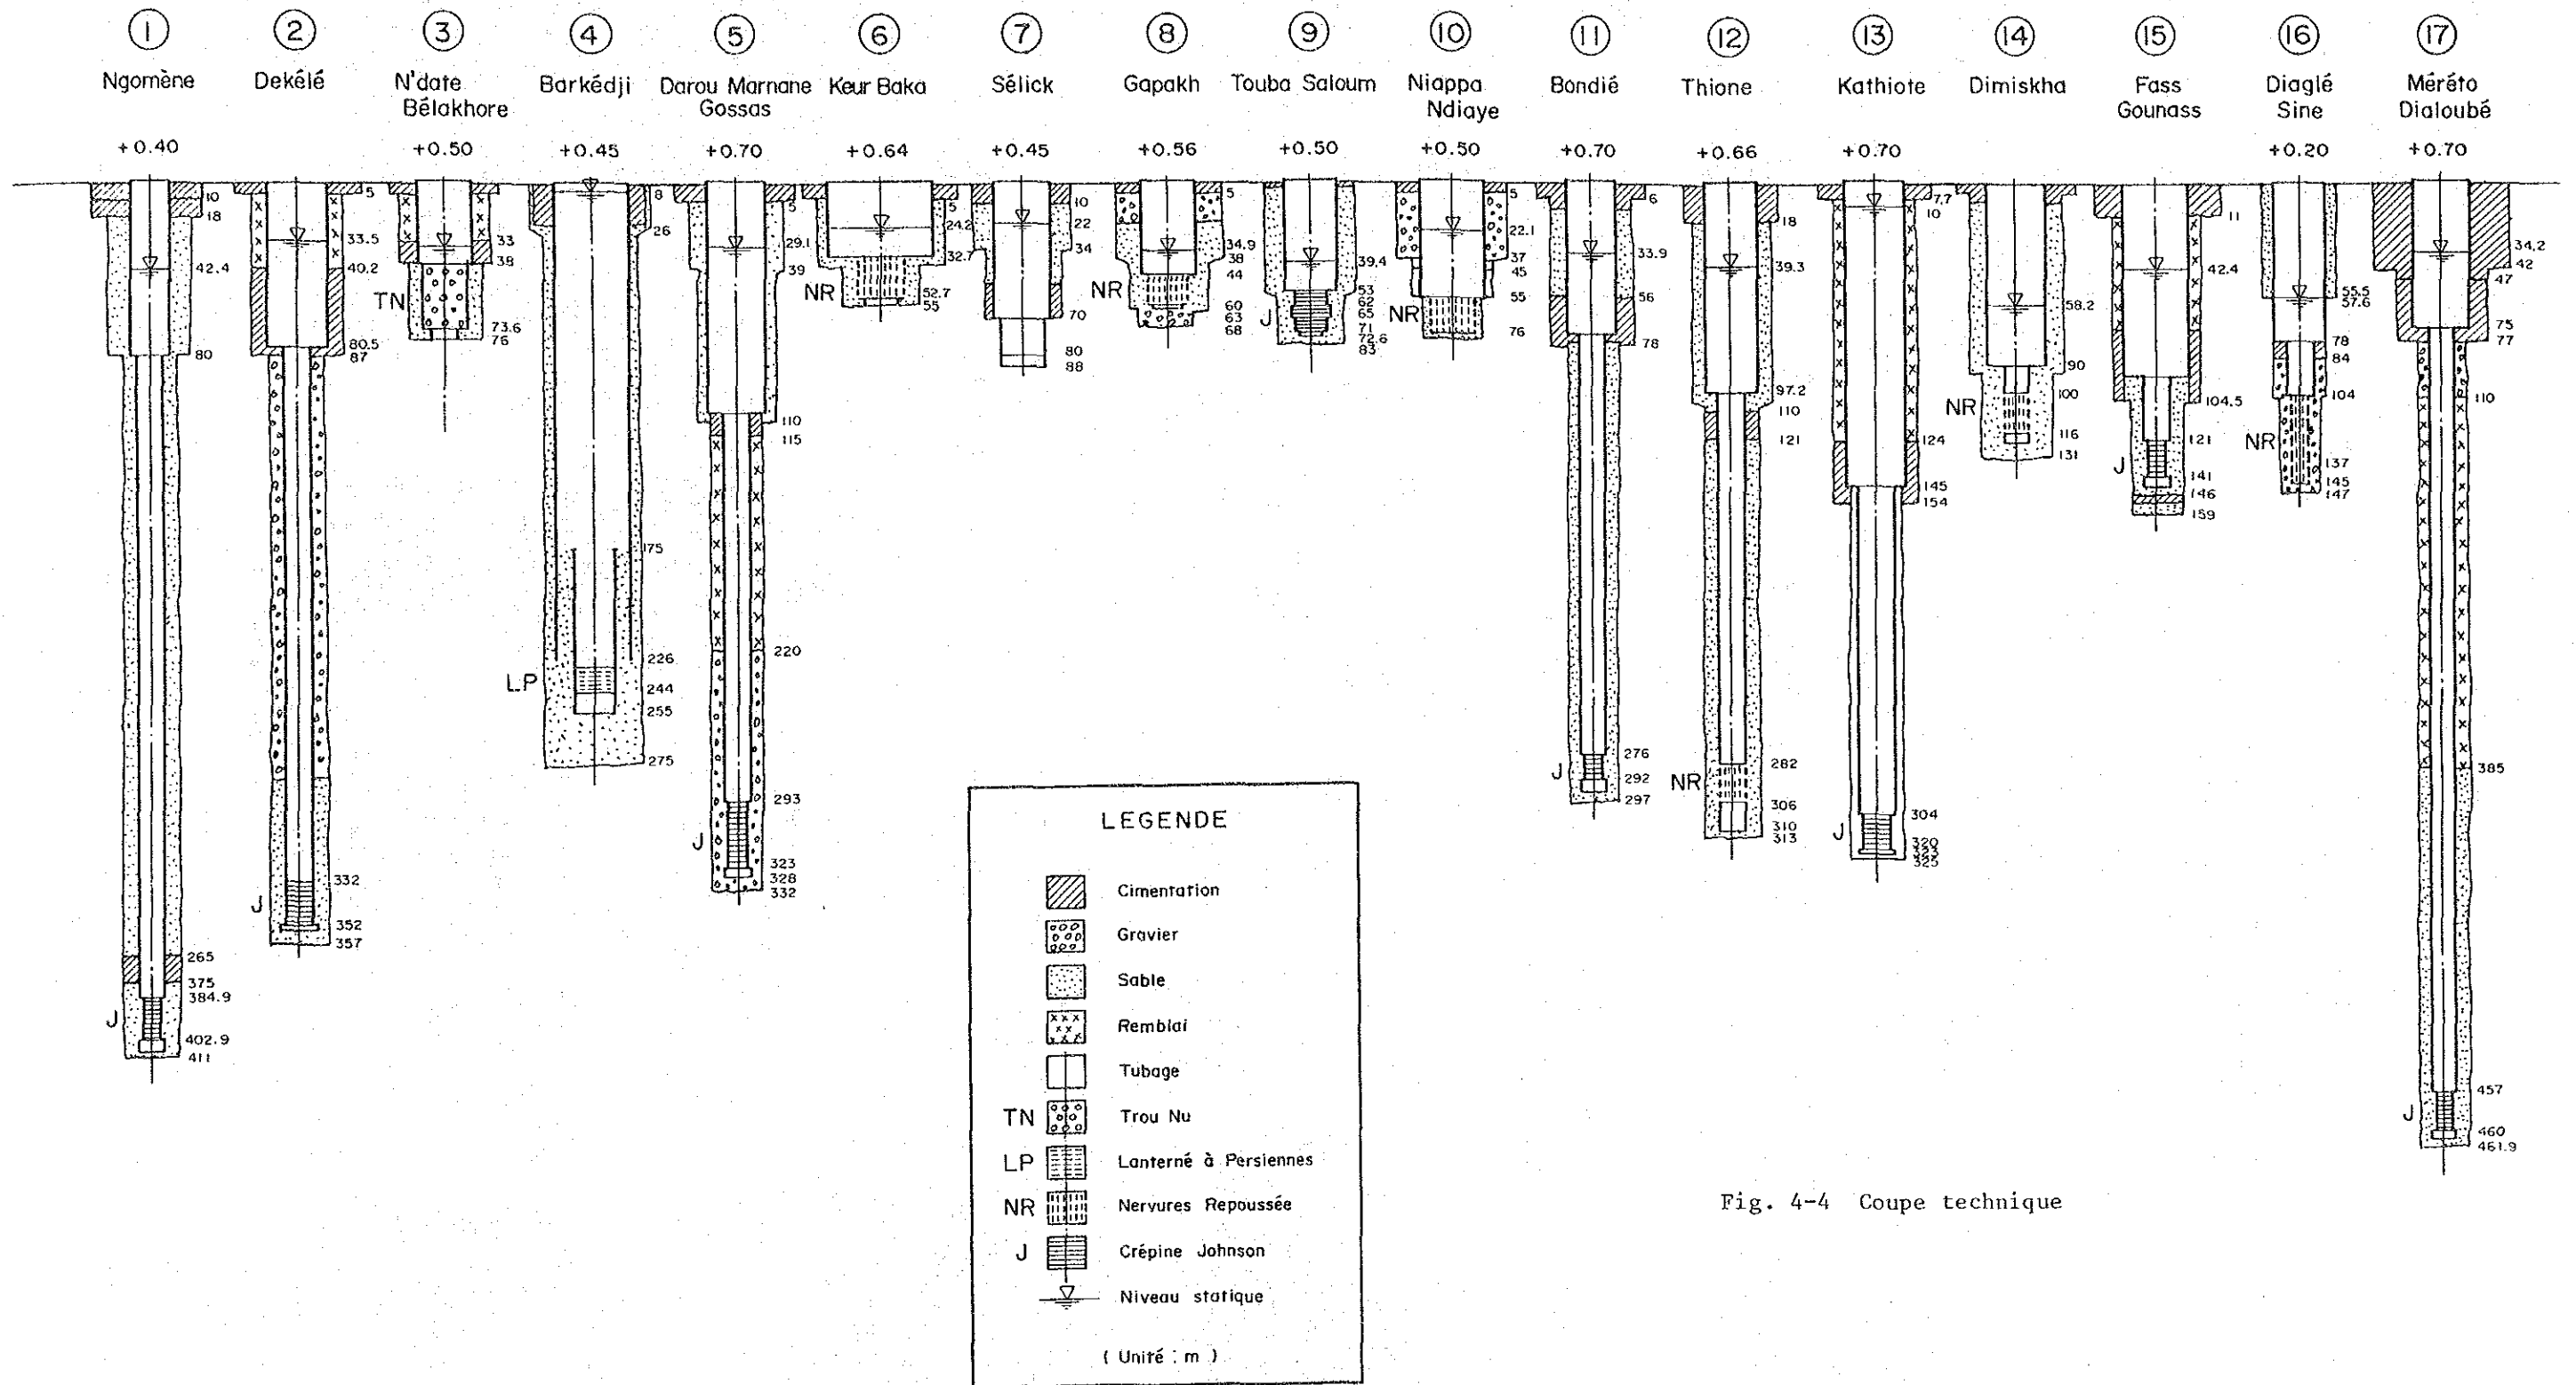 1
Ngomène
+0.40
10
18
42.4
80
265
375
384.9
J
402.9
411
2
Dekélé
5
33.5
40.2
80.5
87
332
J
352
357
3
N'date
Bélakhore
+0.50
33
38
TN
73.6
76
4
Barkédji
+0.45
8
26
175
226
LP
244
255
275
5
Darou Marnane
Gossas
+0.70
5
29.1
39
110
115
220
293
J
323
328
332
6
Keur Baka
+0.64
5
24.2
32.7
NR
52.7
55
7
Sélick
+0.45
10
22
34
70
80
88
8
Gapakh
+0.56
5
34.9
38
44
NR
60
63
68
9
Touba Saloum
+0.50
39.4
53
62
J
65
71
72.6
83
10
Niappa
Ndiaye
+0.50
5
22.1
37
45
55
NR
76
11
Bondié
+0.70
6
33.9
56
78
276
J
292
297
12
Thione
+0.66
18
39.3
97.2
110
121
282
NR
306
310
313
13
Kathiote
+0.70
7.7
10
124
145
154
304
J
320
323
325
14
Dimiskha
58.2
90
100
NR
116
131
15
Fass
Gounass
11
42.4
104.5
121
J
141
146
159
16
Diaglé
Sine
+0.20
55.5
57.6
78
84
104
NR
137
145
147
17
Méréto
Dialoubé
+0.70
34.2
42
47
75
77
110
385
457
J
460
461.9
LEGENDE
Cimentation
Gravier
Sable
Remblai
Tubage
TN Trou Nu
LP Lanterné à Persiennes
NR Nervures Repoussée
J Crépine Johnson
Niveau statique
( Unité : m )
Fig. 4-4 Coupe technique